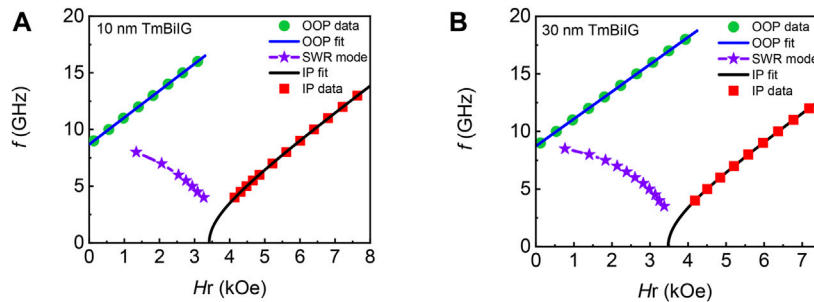 A
10 nm TmBiIG
OOP data
OOP fit
SWR mode
IP fit
IP data
20
15
10
5
0
f (GHz)
0 1 2 3 4 5 6 7 8
Hr (kOe)
B
30 nm TmBiIG
OOP data
OOP fit
SWR mode
IP fit
IP data
20
15
10
5
0
f (GHz)
0 1 2 3 4 5 6 7
Hr (kOe)